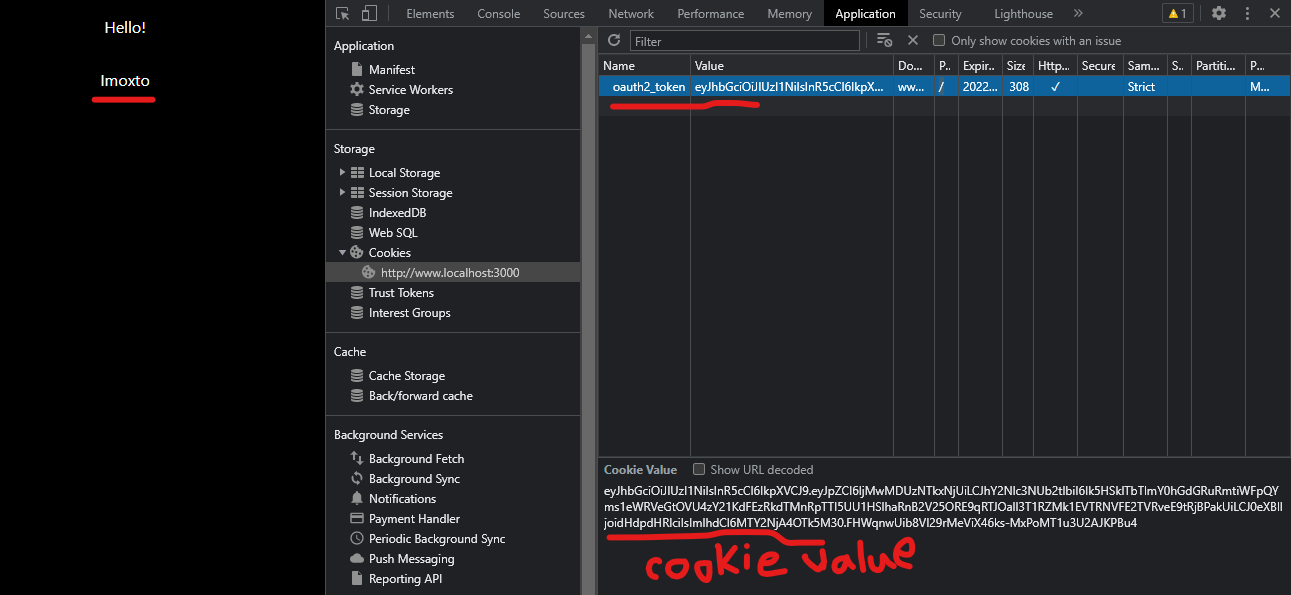 Hello!
Imoxto
Elements Console Sources Network Performance Memory Application Security Lighthouse » 1
Application
Manifest
Service Workers
Storage
Storage
Local Storage
Session Storage
IndexedDB
Web SQL
Cookies
http://www.localhost:3000
Trust Tokens
Interest Groups
Cache
Cache Storage
Back/forward cache
Background Services
Background Fetch
Background Sync
Notifications
Payment Handler
Periodic Background Sync
Push Messaging
Reporting API
Filter Only show cookies with an issue
Name Value Do... P.. Expir... Size Http... Secure Sam... S.. Partiti... P...
oauth2_token eyJhbGciOiJIUzI1NiIsInR5cCI6IkpX... ww... / 2022... 308 ✓ Strict M...
Cookie Value Show URL decoded
cookie value